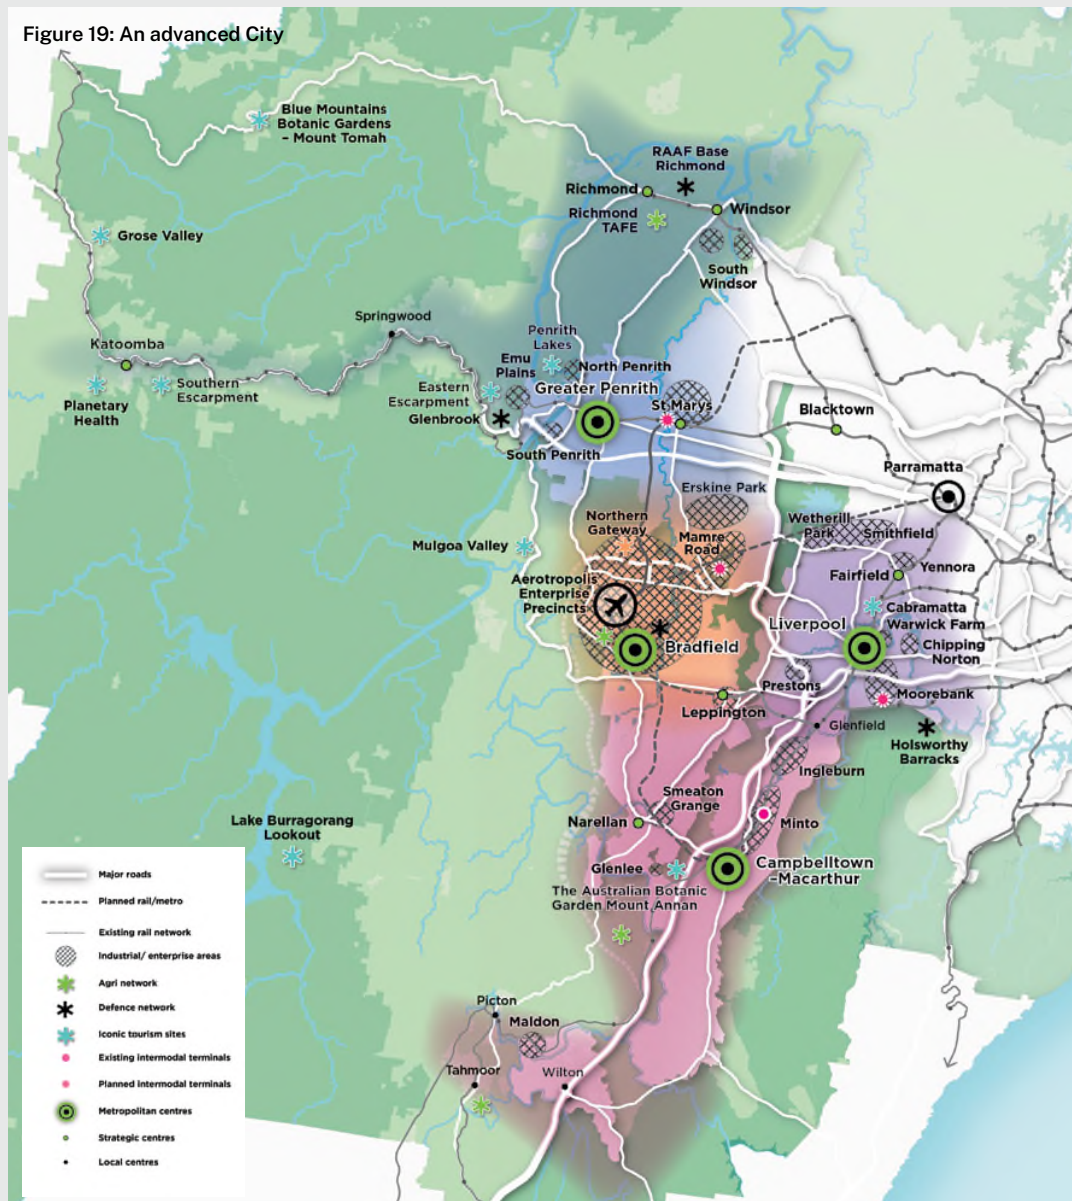 Figure 19: An advanced City
Blue Mountains
Botanic Gardens
– Mount Tomah
RAAF Base
Richmond
Richmond
Richmond
TAFE
Windsor
Grose Valley
South
Windsor
Springwood
Katoomba
Penrith
Lakes
Emu
Plains
North Penrith
Planetary
Health
Southern
Escarpment
Eastern
Escarpment
Greater Penrith
Glenbrook
St Marys
Blacktown
South Penrith
Parramatta
Erskine Park
Northern
Gateway
Mamre
Road
Wetherill
Park
Smithfield
Mulgoa Valley
Yennora
Fairfield
Aerotropolis
Enterprise
Precincts
Cabramatta
Warwick Farm
Liverpool
Bradfield
Chipping
Norton
Prestons
Moorebank
Leppington
Glenfield
Holsworthy
Barracks
Ingleburn
Smeaton
Grange
Narellan
Minto
Lake Burragorang
Lookout
Glenlee
Campbelltown
–Macarthur
The Australian Botanic
Garden Mount Annan
Picton
Maldon
Tahmoor
Wilton
Major roads
Planned rail/metro
Existing rail network
Industrial/ enterprise areas
Agri network
Defence network
Iconic tourism sites
Existing intermodal terminals
Planned intermodal terminals
Metropolitan centres
Strategic centres
Local centres